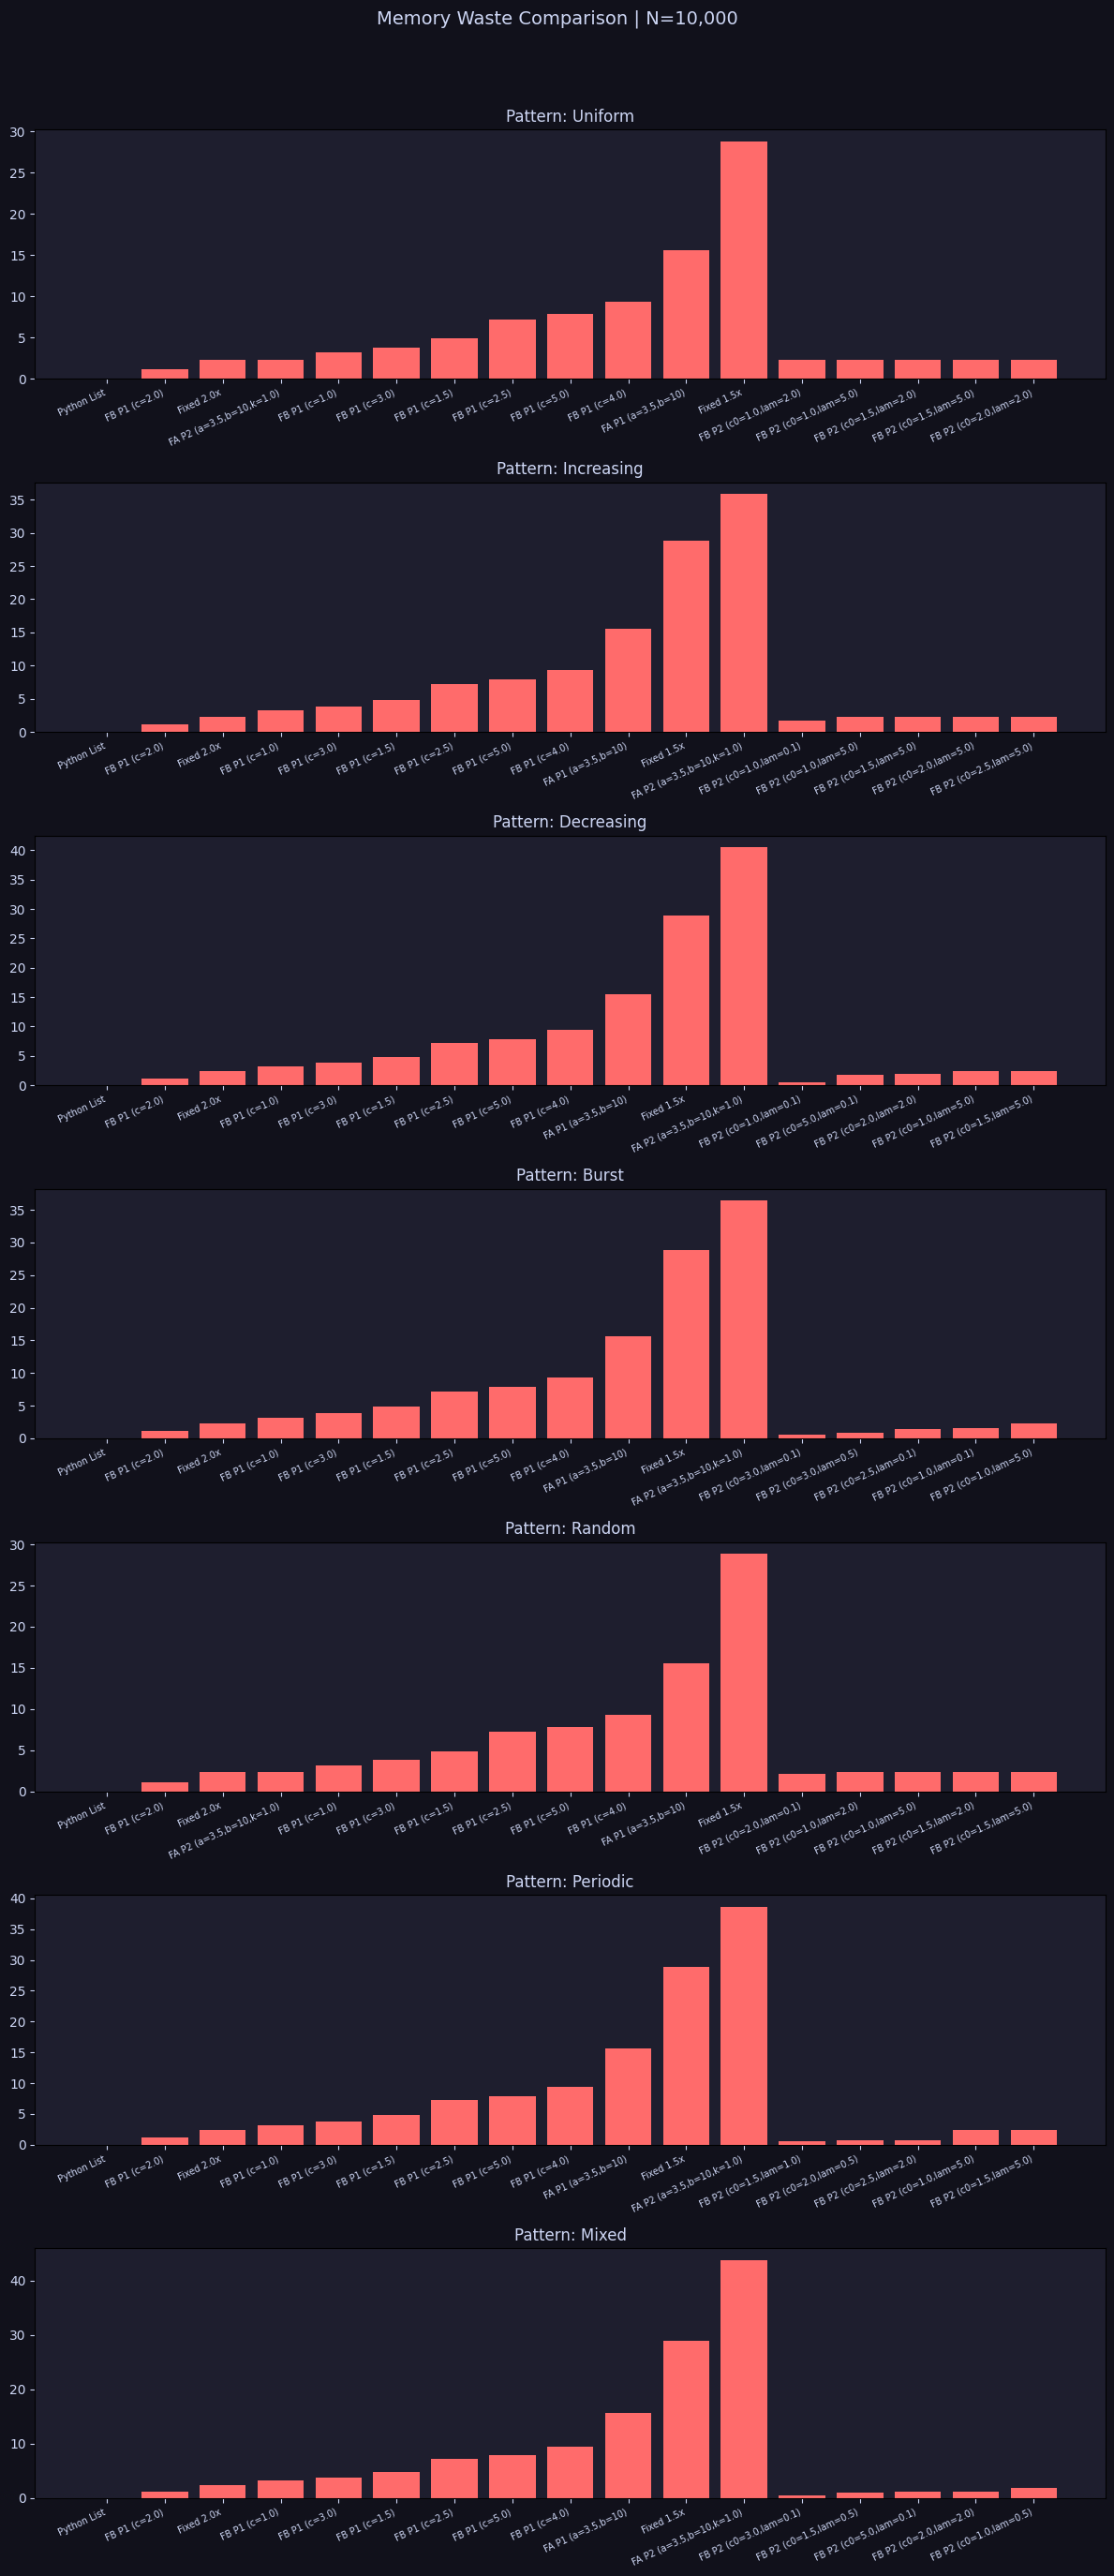 Memory Waste Comparison | N=10,000
Pattern: Uniform
30
25
20
15
10
5
0
Python List
FB P1 (c=2.0)
Fixed 2.0x
FA P2 (a=3.5,b=10,k=1.0)
FB P1 (c=1.0)
FB P1 (c=3.0)
FB P1 (c=1.5)
FB P1 (c=2.5)
FB P1 (c=5.0)
FB P1 (c=4.0)
FA P1 (a=3.5,b=10)
Fixed 1.5x
FB P2 (c0=1.0,lam=2.0)
FB P2 (c0=1.0,lam=5.0)
FB P2 (c0=1.5,lam=2.0)
FB P2 (c0=1.5,lam=5.0)
FB P2 (c0=2.0,lam=2.0)
Pattern: Increasing
35
30
25
20
15
10
5
0
Python List
FB P1 (c=2.0)
Fixed 2.0x
FB P1 (c=1.0)
FB P1 (c=3.0)
FB P1 (c=1.5)
FB P1 (c=2.5)
FB P1 (c=5.0)
FB P1 (c=4.0)
FA P1 (a=3.5,b=10)
Fixed 1.5x
FA P2 (a=3.5,b=10,k=1.0)
FB P2 (c0=1.0,lam=0.1)
FB P2 (c0=1.0,lam=5.0)
FB P2 (c0=1.5,lam=5.0)
FB P2 (c0=2.0,lam=5.0)
FB P2 (c0=2.5,lam=5.0)
Pattern: Decreasing
40
35
30
25
20
15
10
5
0
Python List
FB P1 (c=2.0)
Fixed 2.0x
FB P1 (c=1.0)
FB P1 (c=3.0)
FB P1 (c=1.5)
FB P1 (c=2.5)
FB P1 (c=5.0)
FB P1 (c=4.0)
FA P1 (a=3.5,b=10)
Fixed 1.5x
FA P2 (a=3.5,b=10,k=1.0)
FB P2 (c0=1.0,lam=0.1)
FB P2 (c0=5.0,lam=0.1)
FB P2 (c0=2.0,lam=2.0)
FB P2 (c0=1.0,lam=5.0)
FB P2 (c0=1.5,lam=5.0)
Pattern: Burst
35
30
25
20
15
10
5
0
Python List
FB P1 (c=2.0)
Fixed 2.0x
FB P1 (c=1.0)
FB P1 (c=3.0)
FB P1 (c=1.5)
FB P1 (c=2.5)
FB P1 (c=5.0)
FB P1 (c=4.0)
FA P1 (a=3.5,b=10)
Fixed 1.5x
FA P2 (a=3.5,b=10,k=1.0)
FB P2 (c0=3.0,lam=0.1)
FB P2 (c0=3.0,lam=0.5)
FB P2 (c0=2.5,lam=0.1)
FB P2 (c0=1.0,lam=0.1)
FB P2 (c0=1.0,lam=5.0)
Pattern: Random
30
25
20
15
10
5
0
Python List
FB P1 (c=2.0)
Fixed 2.0x
FA P2 (a=3.5,b=10,k=1.0)
FB P1 (c=1.0)
FB P1 (c=3.0)
FB P1 (c=1.5)
FB P1 (c=2.5)
FB P1 (c=5.0)
FB P1 (c=4.0)
FA P1 (a=3.5,b=10)
Fixed 1.5x
FB P2 (c0=2.0,lam=0.1)
FB P2 (c0=1.0,lam=2.0)
FB P2 (c0=1.0,lam=5.0)
FB P2 (c0=1.5,lam=2.0)
FB P2 (c0=1.5,lam=5.0)
Pattern: Periodic
40
35
30
25
20
15
10
5
0
Python List
FB P1 (c=2.0)
Fixed 2.0x
FB P1 (c=1.0)
FB P1 (c=3.0)
FB P1 (c=1.5)
FB P1 (c=2.5)
FB P1 (c=5.0)
FB P1 (c=4.0)
FA P1 (a=3.5,b=10)
Fixed 1.5x
FA P2 (a=3.5,b=10,k=1.0)
FB P2 (c0=1.5,lam=1.0)
FB P2 (c0=2.0,lam=0.5)
FB P2 (c0=2.5,lam=2.0)
FB P2 (c0=1.0,lam=5.0)
FB P2 (c0=1.5,lam=5.0)
Pattern: Mixed
40
30
20
10
0
Python List
FB P1 (c=2.0)
Fixed 2.0x
FB P1 (c=1.0)
FB P1 (c=3.0)
FB P1 (c=1.5)
FB P1 (c=2.5)
FB P1 (c=5.0)
FB P1 (c=4.0)
FA P1 (a=3.5,b=10)
Fixed 1.5x
FA P2 (a=3.5,b=10,k=1.0)
FB P2 (c0=3.0,lam=0.1)
FB P2 (c0=1.5,lam=0.5)
FB P2 (c0=5.0,lam=0.1)
FB P2 (c0=2.0,lam=2.0)
FB P2 (c0=1.0,lam=0.5)